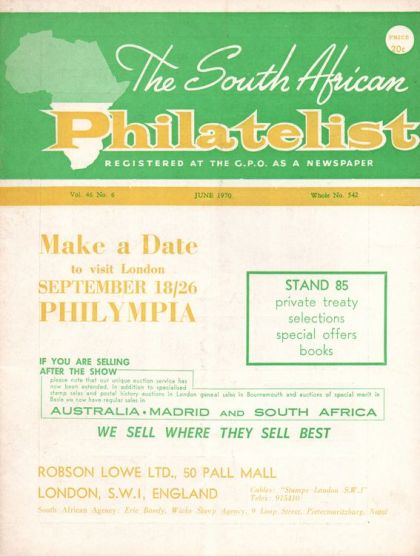 PRICE
20c
The South African
Philatelist
REGISTERED AT THE G.P.O. AS A NEWSPAPER
Vol. 46 No. 6 JUNE 1970 Whole No. 542
Make a Date
to visit London
SEPTEMBER 18/26
PHILYMPIA
STAND 85
private treaty
selections
special offers
books
IF YOU ARE SELLING
AFTER THE SHOW
please note that our unique auction service has
now been extended. In addition to specialised
stamp sales and postal history auctions in London general sales in Bournemouth and auctions of special merit in
Basle we now have regular sales in
AUSTRALIA • MADRID AND SOUTH AFRICA
WE SELL WHERE THEY SELL BEST
ROBSON LOWE LTD., 50 PALL MALL
LONDON, S.W.1, ENGLAND
Cables: "Stamps London S.W.1"
Telex: 915410
South African Agency: Eric Bondy, Wicks Stamp Agency, 9 Loop Street, Pietermaritzburg, Natal